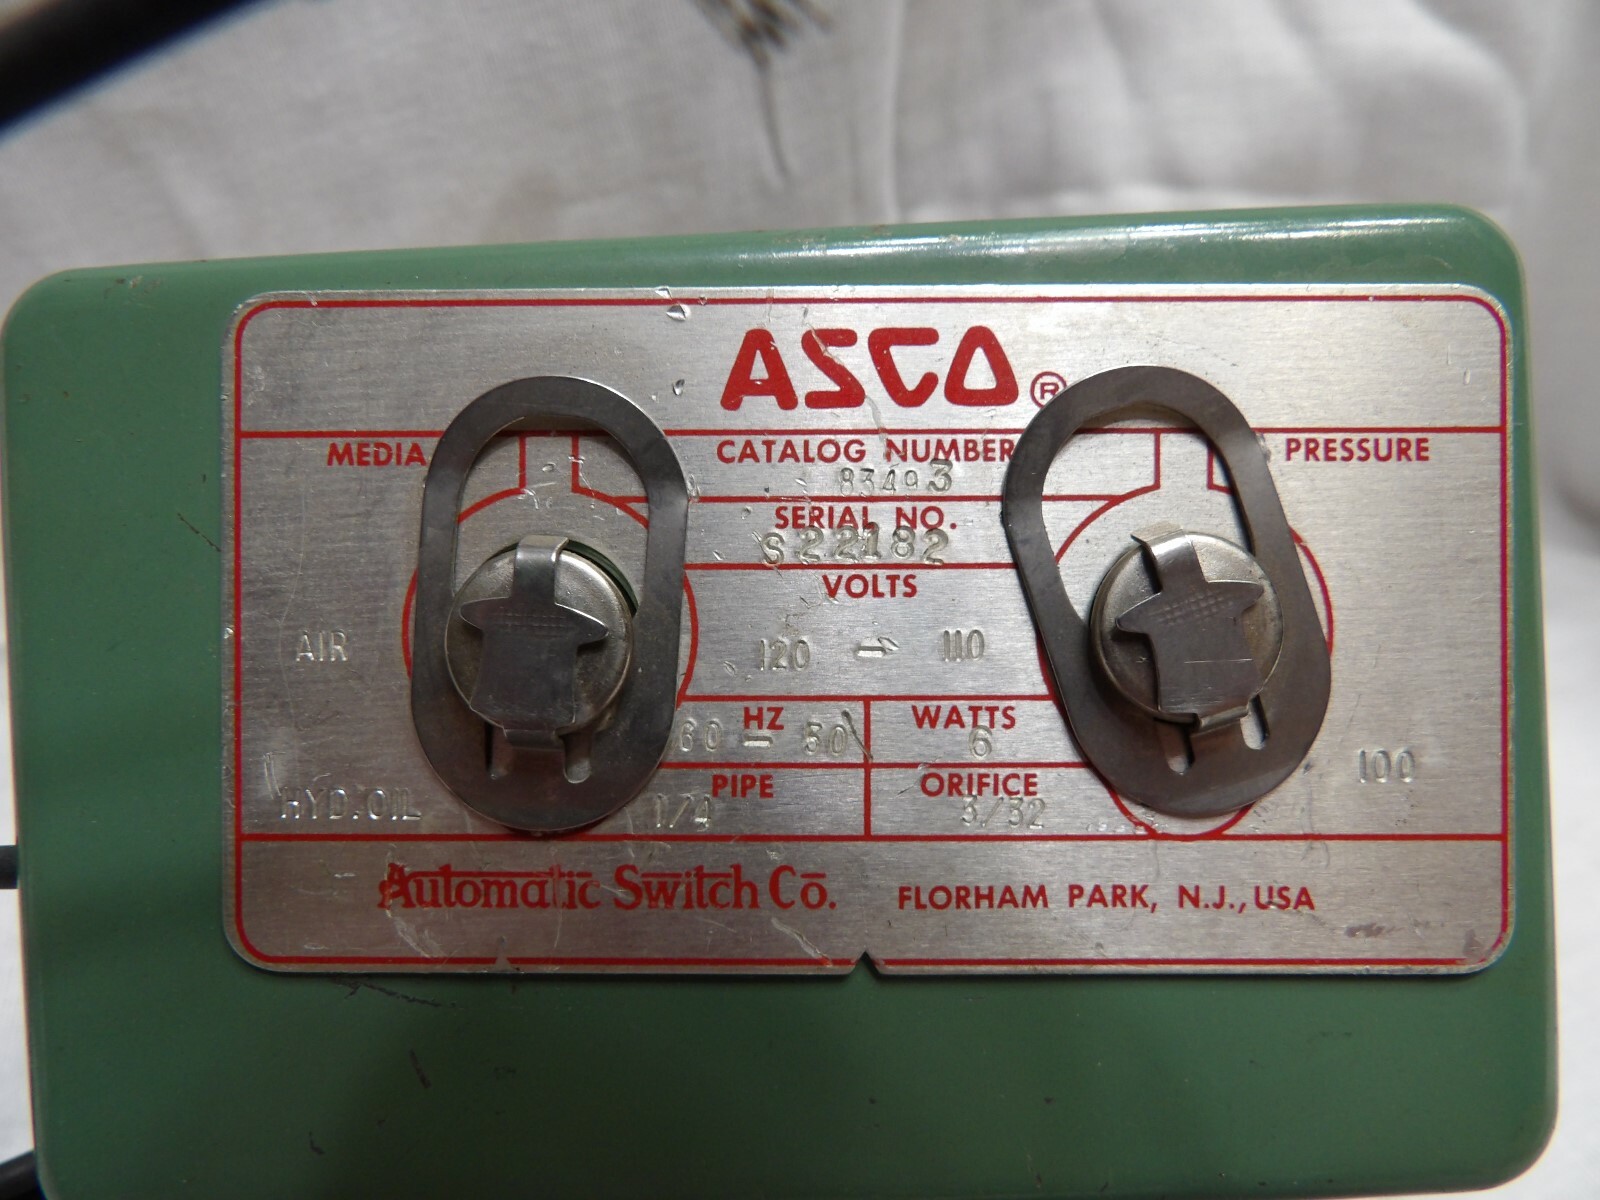 ASCO ®
MEDIA CATALOG NUMBER PRESSURE
83493
SERIAL NO.
S22182
VOLTS
AIR 120 → 110
HZ WATTS
60 - 50 6
PIPE ORIFICE
HYD.OIL 1/4 3/32 100
Automatic Switch Co. FLORHAM PARK, N.J., USA